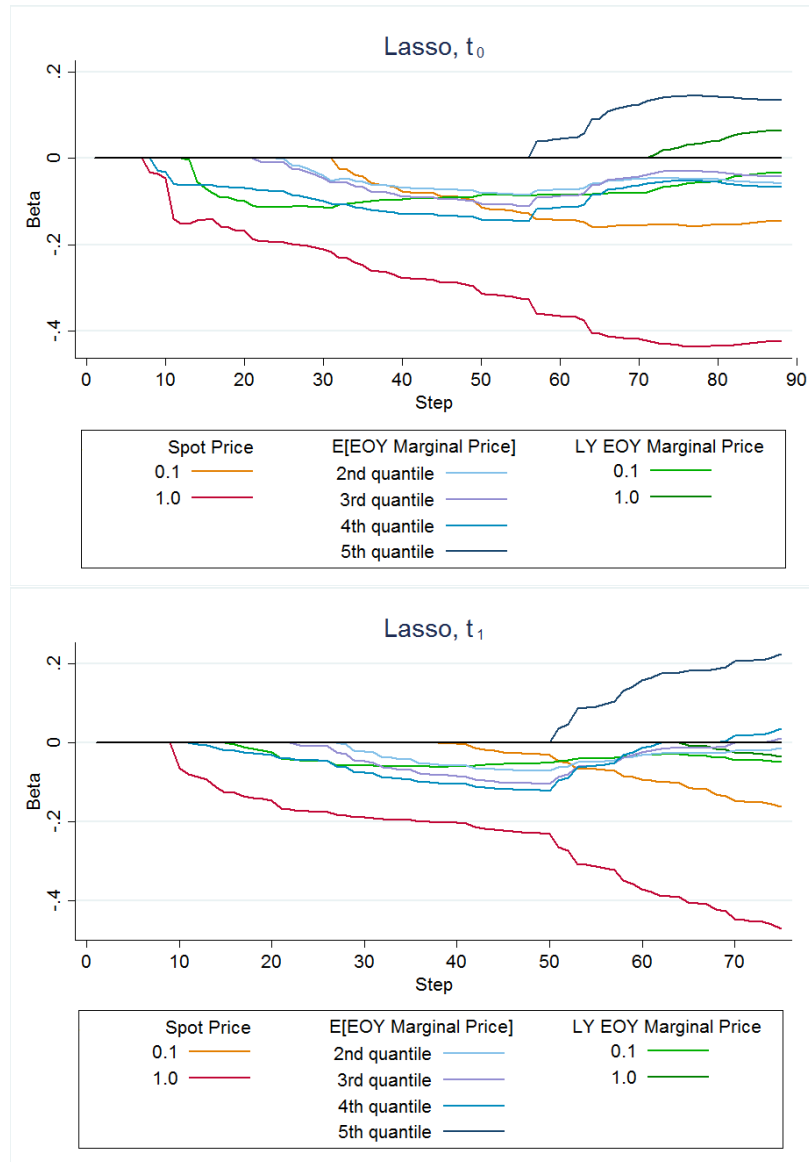 Lasso, t0
.2
0
-.2
-.4
Beta
0 10 20 30 40 50 60 70 80 90
Step
Spot Price E[EOY Marginal Price] LY EOY Marginal Price
0.1 2nd quantile 0.1
1.0 3rd quantile 1.0
4th quantile
5th quantile
Lasso, t1
.2
0
-.2
-.4
Beta
0 10 20 30 40 50 60 70
Step
Spot Price E[EOY Marginal Price] LY EOY Marginal Price
0.1 2nd quantile 0.1
1.0 3rd quantile 1.0
4th quantile
5th quantile